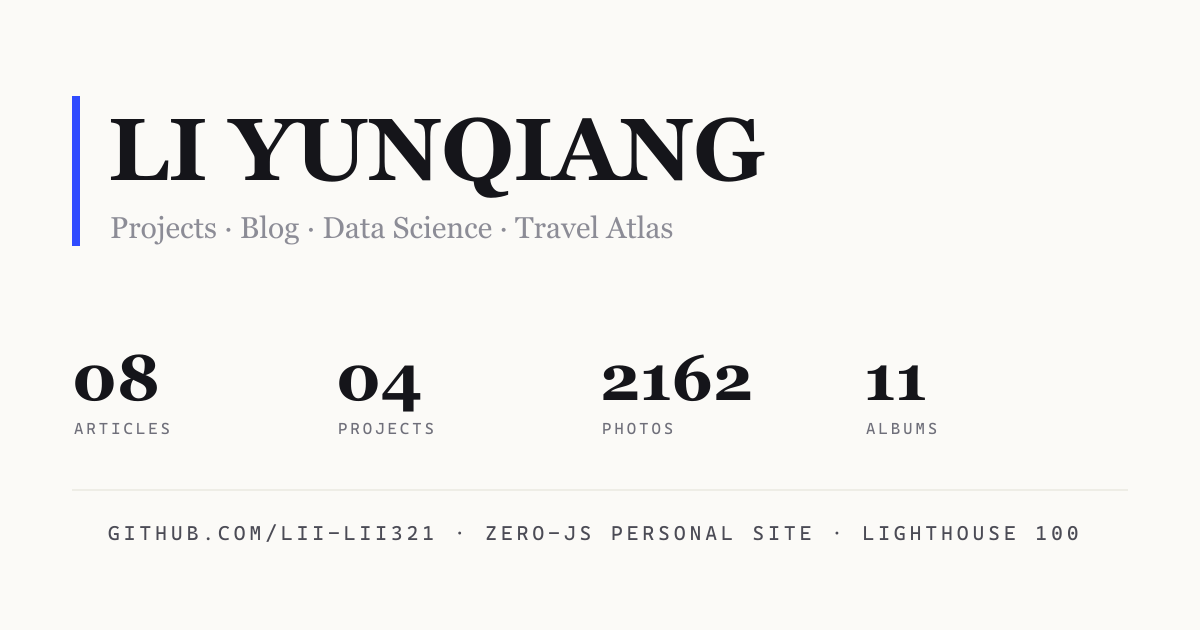 LI YUNQIANG
Projects · Blog · Data Science · Travel Atlas
08 04 2162 11
ARTICLES PROJECTS PHOTOS ALBUMS
GITHUB.COM/LII-LII321 · ZERO-JS PERSONAL SITE · LIGHTHOUSE 100